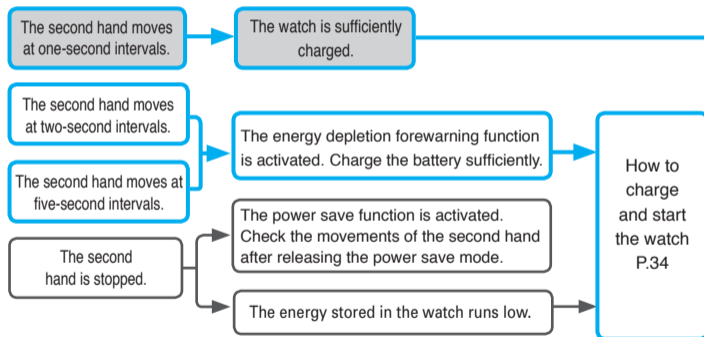 The second hand moves
at one-second intervals.
The watch is sufficiently
charged.
The second hand moves
at two-second intervals.
The second hand moves at
five-second intervals.
The energy depletion forewarning function
is activated. Charge the battery sufficiently.
The second
hand is stopped.
The power save function is activated.
Check the movements of the second hand
after releasing the power save mode.
The energy stored in the watch runs low.
How to
charge
and start
the watch
P.34